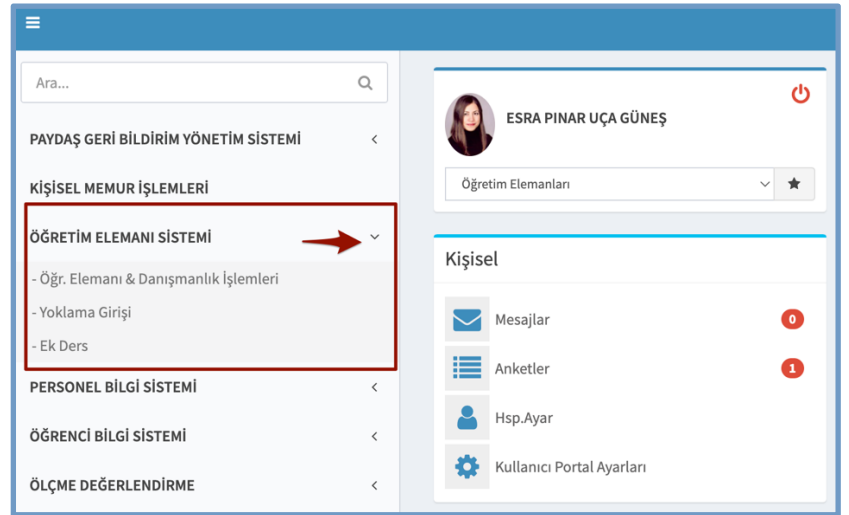 Ara...
PAYDAŞ GERİ BİLDİRİM YÖNETİM SİSTEMİ
KİŞİSEL MEMUR İŞLEMLERİ
ÖĞRETİM ELEMANI SİSTEMİ
- Öğr. Elemanı & Danışmanlık İşlemleri
- Yoklama Girişi
- Ek Ders
PERSONEL BİLGİ SİSTEMİ
ÖĞRENCİ BİLGİ SİSTEMİ
ÖLÇME DEĞERLENDİRME
ESRA PINAR UÇA GÜNEŞ
Öğretim Elemanları
Kişisel
Mesajlar 0
Anketler 1
Hsp.Ayar
Kullanıcı Portal Ayarları